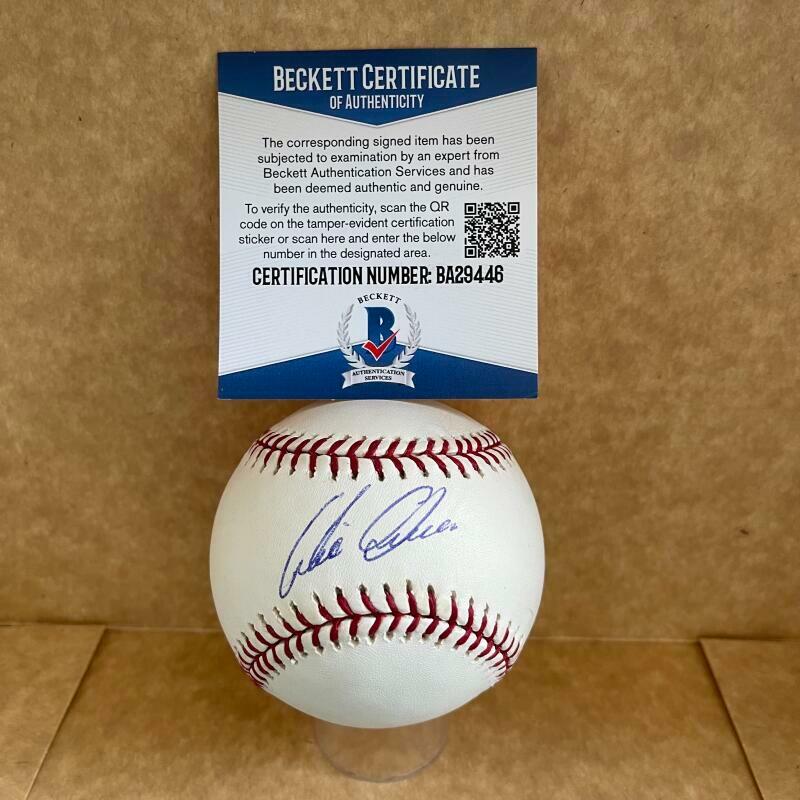 BECKETT CERTIFICATE
OF AUTHENTICITY
The corresponding signed item has been
subjected to examination by an expert from
Beckett Authentication Services and has
been deemed authentic and genuine.
To verify the authenticity, scan the QR
code on the tamper-evident certification
sticker or scan here and enter the below
number in the designated area.
CERTIFICATION NUMBER: BA29446
BECKETT
B
AUTHENTICATION
SERVICES